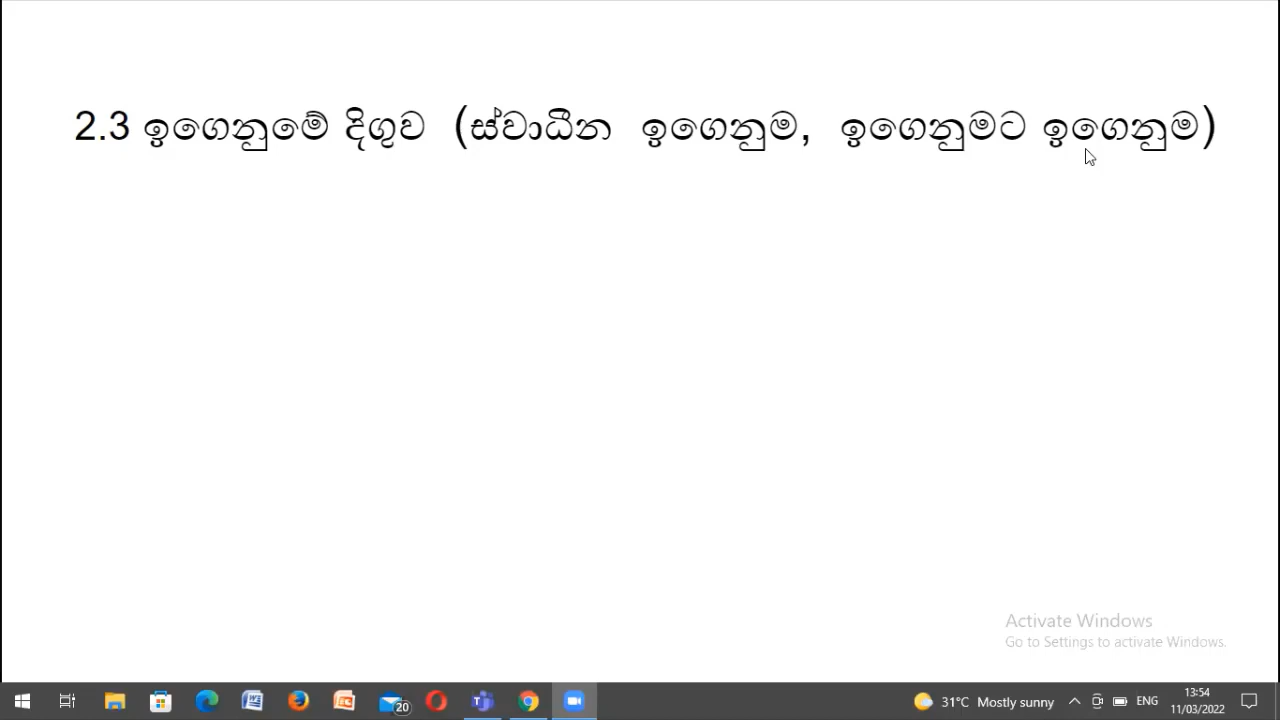 2.3 ඉගෙනුමේ දිගුව (ස්වාධීන ඉගෙනුම, ඉගෙනුමට ඉගෙනුම)
Activate Windows
Go to Settings to activate Windows.
20
31°C Mostly sunny
ENG
13:54
11/03/2022